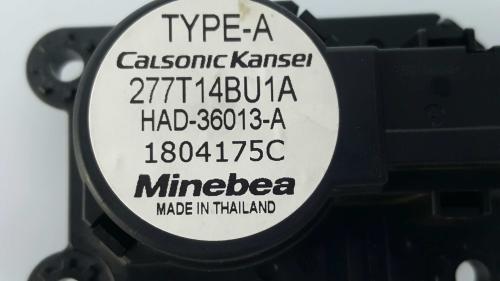 TYPE-A
CALSONIC KANSEI
277T14BU1A
HAD-36013-A
1804175C
Minebea
MADE IN THAILAND